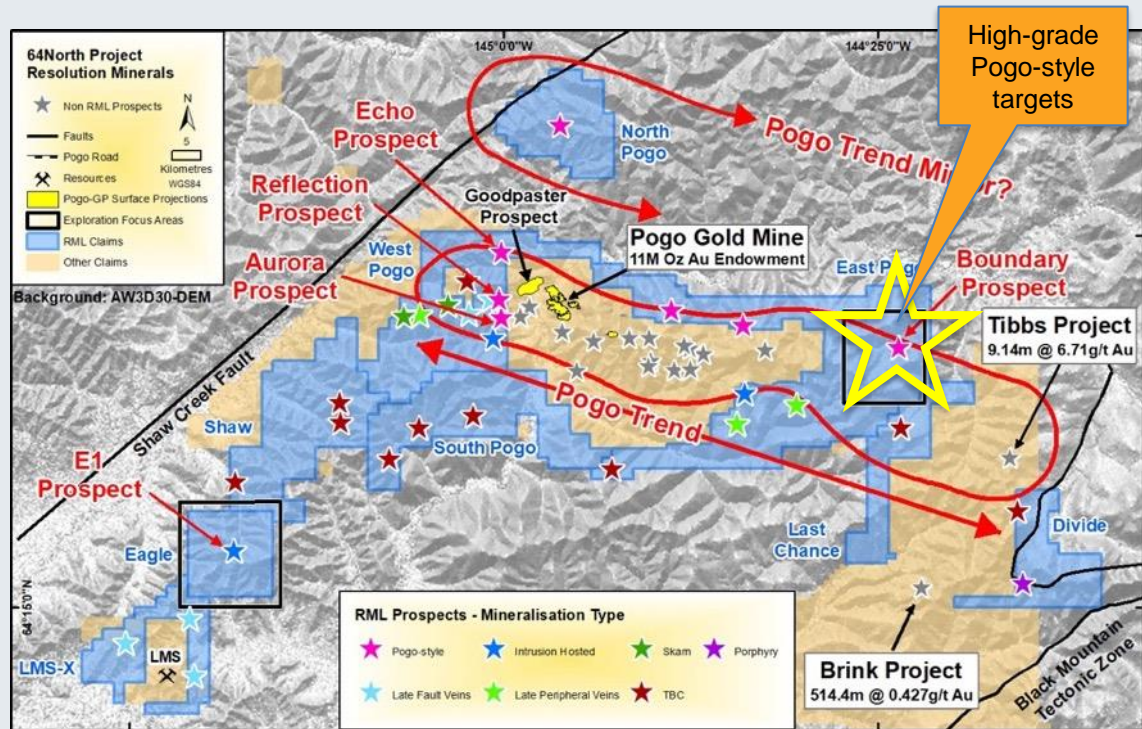 64North Project
Resolution Minerals
Non RML Prospects
N
Faults
Pogo Road
Resources
5
Kilometres
WGS84
Pogo-GP Surface Projections
Exploration Focus Areas
RML Claims
Other Claims
Background: AW3D30-DEM
145°0'0"W
144°25'0"W
High-grade
Pogo-style
targets
Echo
Prospect
North
Pogo
Pogo Trend
Reflection
Prospect
Goodpaster
Prospect
West
Pogo
Pogo Gold Mine
11M Oz Au Endowment
Aurora
Prospect
Boundary
Prospect
Tibbs Project
9.14m @ 6.71g/t Au
Shaw Creek Fault
Pogo Trend
Shaw
South Pogo
E1
Prospect
Eagle
Last
Chance
Divide
64°15'0"N
LMS-X
LMS
RML Prospects - Mineralisation Type
Pogo-style
Intrusion Hosted
Skarn
Porphyry
Late Fault Veins
Late Peripheral Veins
TBC
Brink Project
514.4m @ 0.427g/t Au
Black Mountain
Tectonic Zone